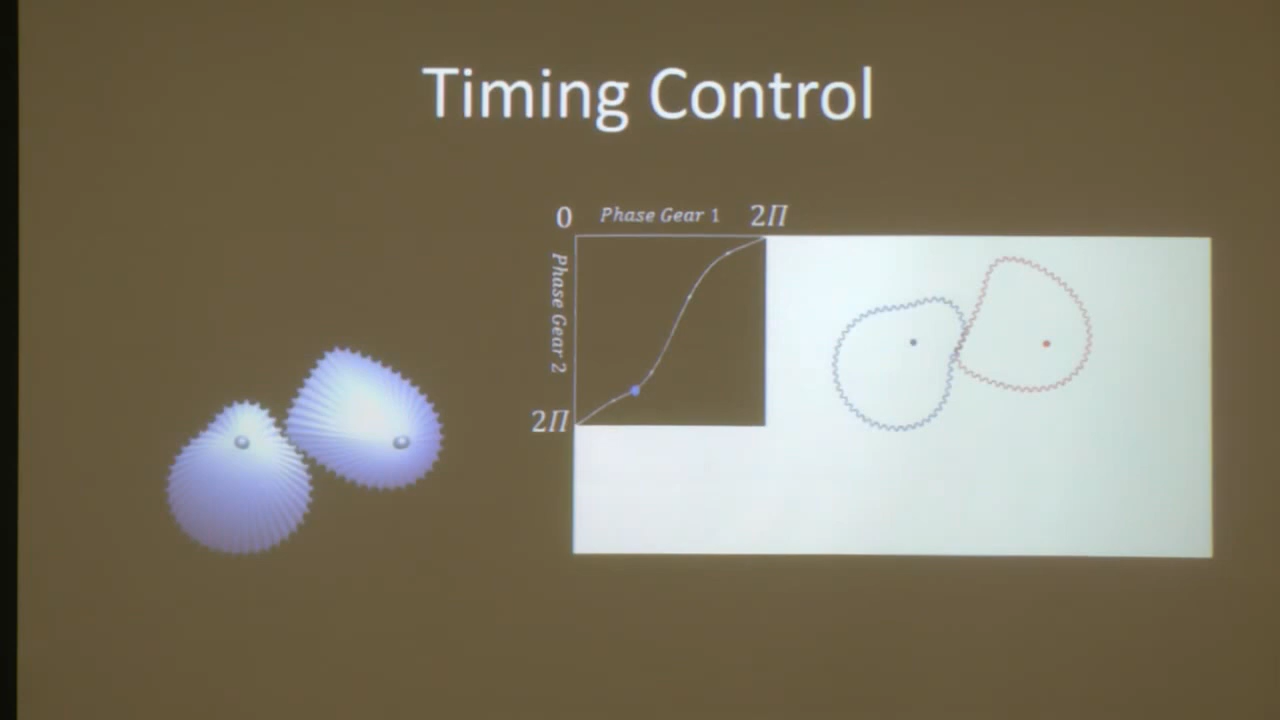 Timing Control
0 Phase Gear 1 2Π
Phase Gear 2
2Π